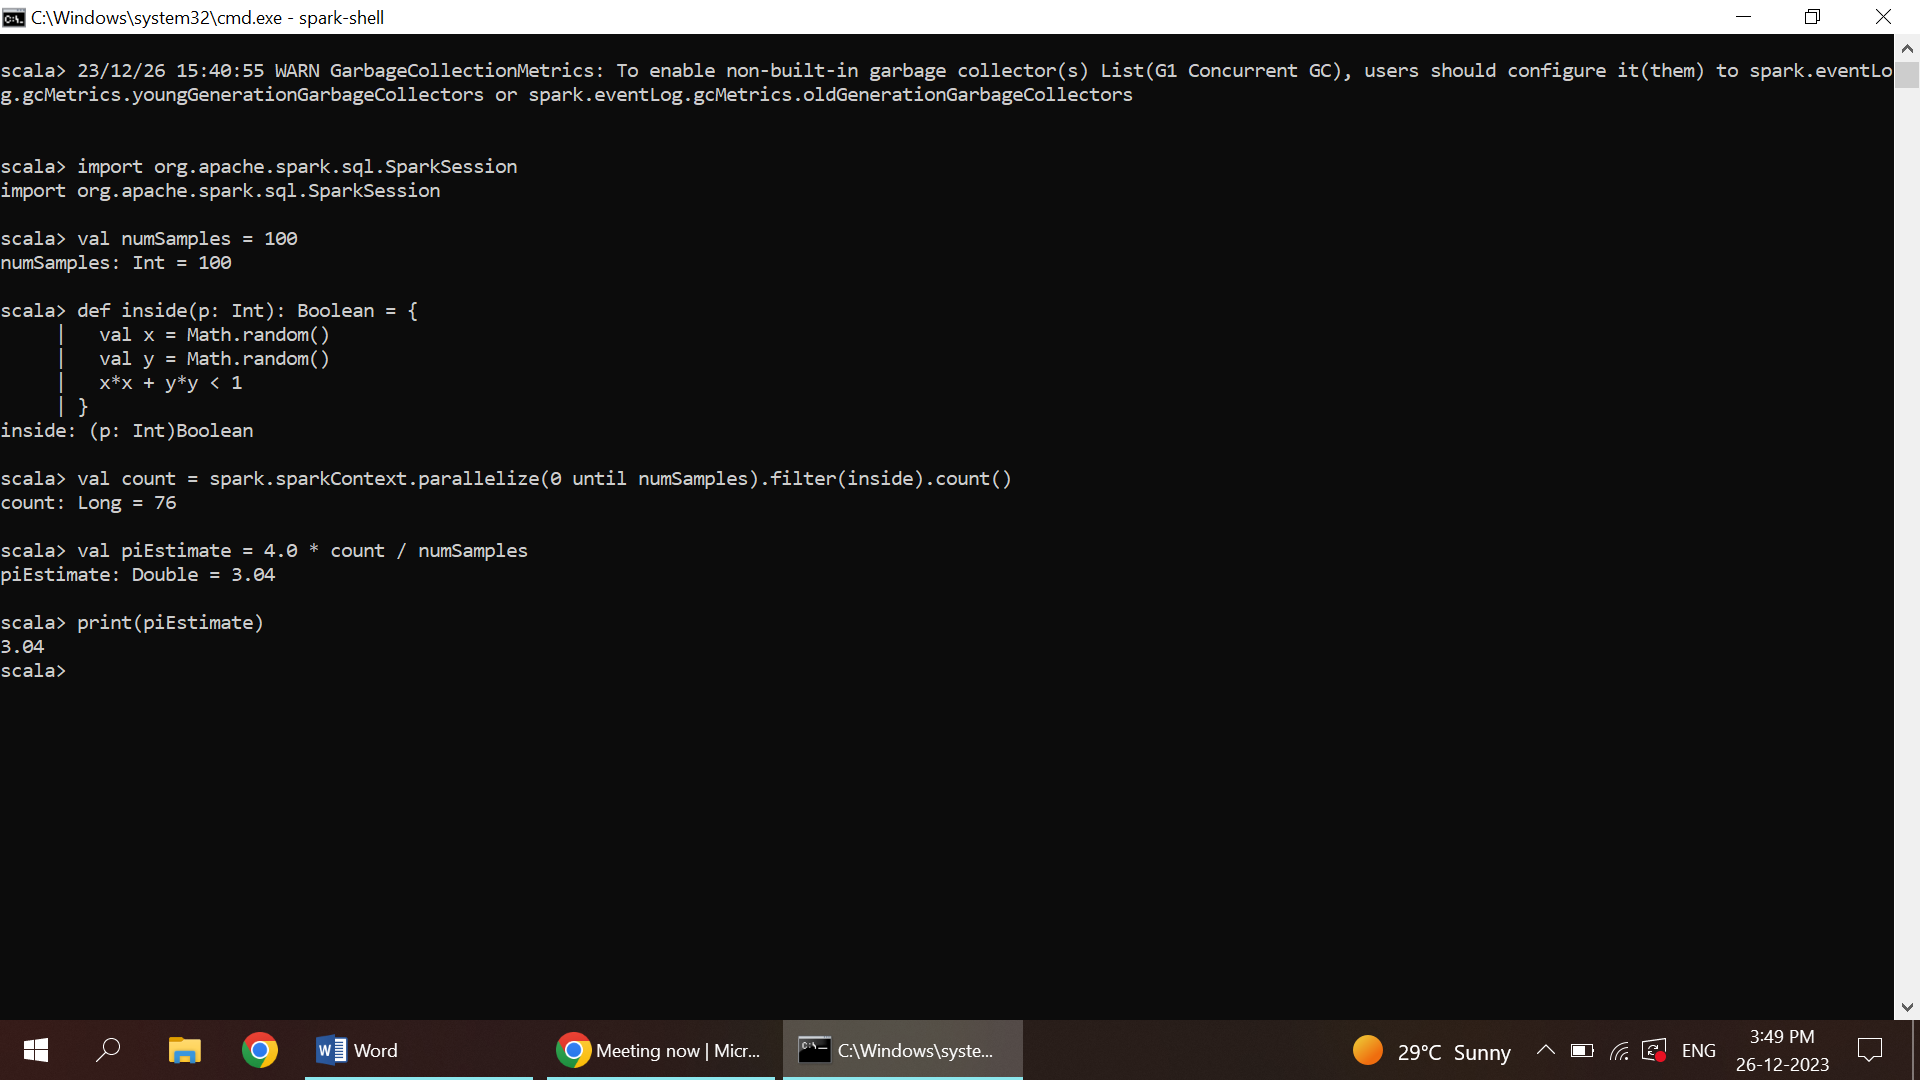 C:\Windows\system32\cmd.exe - spark-shell
scala> 23/12/26 15:40:55 WARN GarbageCollectionMetrics: To enable non-built-in garbage collector(s) List(G1 Concurrent GC), users should configure it(them) to spark.eventLo
g.gcMetrics.youngGenerationGarbageCollectors or spark.eventLog.gcMetrics.oldGenerationGarbageCollectors
scala> import org.apache.spark.sql.SparkSession
import org.apache.spark.sql.SparkSession
scala> val numSamples = 100
numSamples: Int = 100
scala> def inside(p: Int): Boolean = {
     |   val x = Math.random()
     |   val y = Math.random()
     |   x*x + y*y < 1
     | }
inside: (p: Int)Boolean
scala> val count = spark.sparkContext.parallelize(0 until numSamples).filter(inside).count()
count: Long = 76
scala> val piEstimate = 4.0 * count / numSamples
piEstimate: Double = 3.04
scala> print(piEstimate)
3.04
scala>
Word
Meeting now | Micr...
C:\Windows\syste...
29°C Sunny
ENG
3:49 PM
26-12-2023